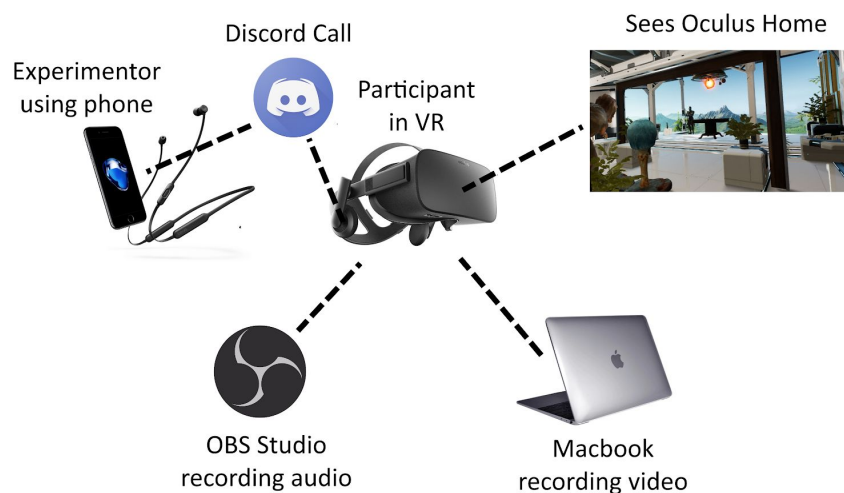 Sees Oculus Home
Discord Call
Experimentor
using phone
Participant
in VR
OBS Studio
recording audio
Macbook
recording video